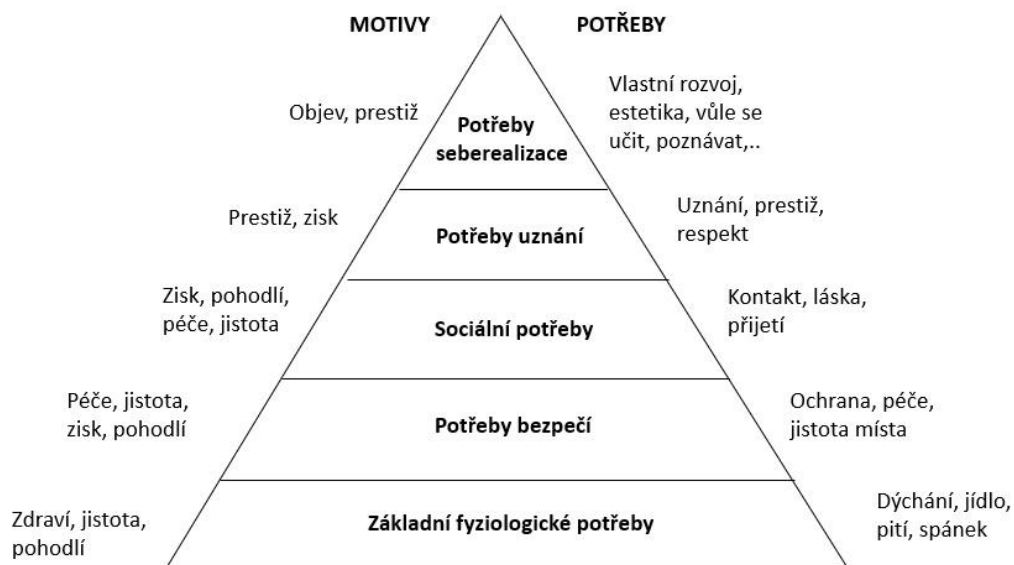 MOTIVY
POTŘEBY
Objev, prestiž
Potřeby
seberealizace
Vlastní rozvoj,
estetika, vůle se
učit, poznávat,..
Prestiž, zisk
Potřeby uznání
Uznání, prestiž,
respekt
Zisk, pohodlí,
péče, jistota
Sociální potřeby
Kontakt, láska,
přijetí
Péče, jistota,
zisk, pohodlí
Potřeby bezpečí
Ochrana, péče,
jistota místa
Zdraví, jistota,
pohodlí
Základní fyziologické potřeby
Dýchání, jídlo,
pití, spánek